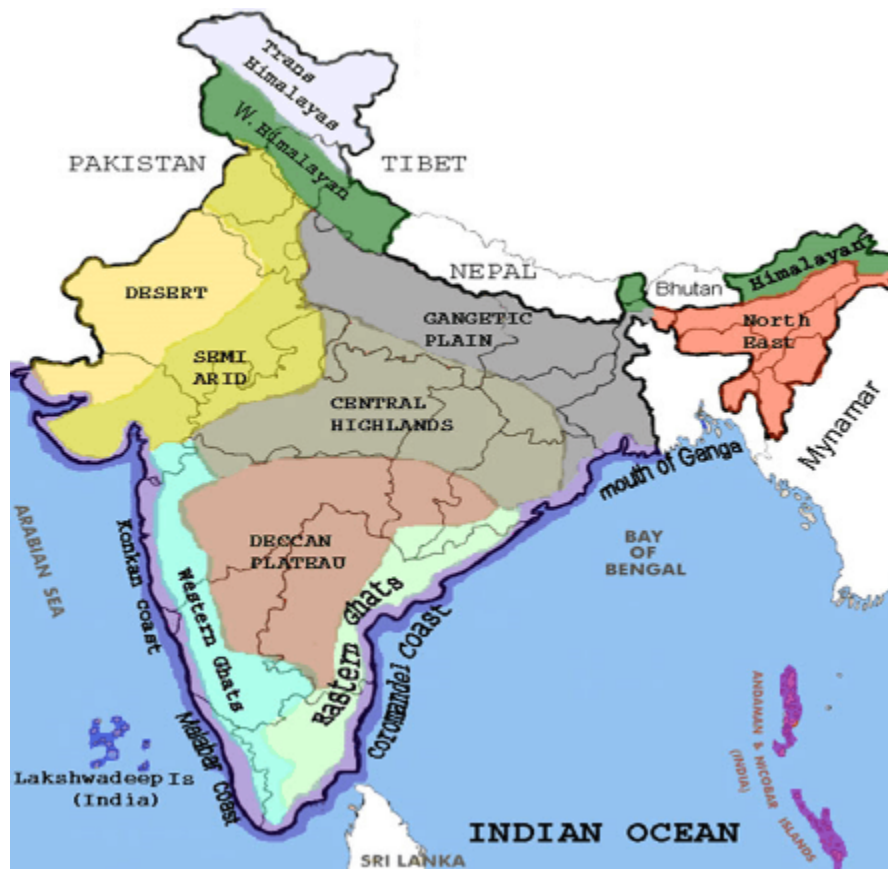 Trans
Himalayas
W. Himalayan
PAKISTAN
TIBET
NEPAL
Bhutan
Himalayan
North
East
DESERT
GANGETIC
PLAIN
SEMI
ARID
CENTRAL
HIGHLANDS
Mynamar
mouth of Ganga
ARABIAN SEA
Konkan coast
DECCAN
PLATEAU
BAY
OF
BENGAL
Western Ghats
Eastern Ghats
Coromandel coast
Malabar coast
Lakshwadeep Is
(India)
ANDAMAN & NICOBAR ISLANDS
(INDIA)
INDIAN OCEAN
SRI LANKA